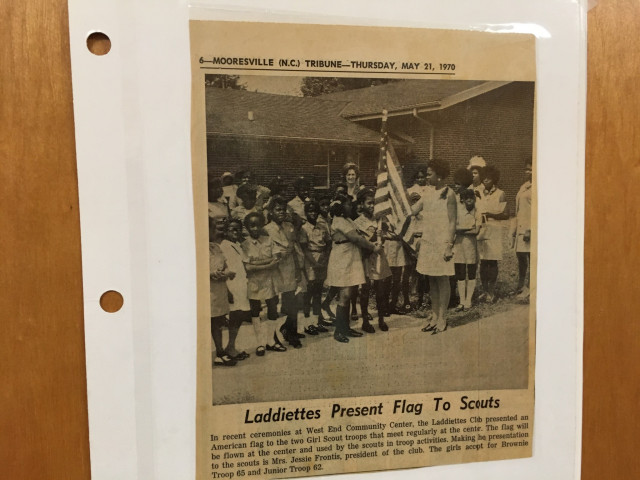 6—MOORESVILLE (N.C.) TRIBUNE—THURSDAY, MAY 21, 1970
Laddiettes Present Flag To Scouts
In recent ceremonies at West End Community Center, the Laddiettes Clbb presented an
American flag to the two Girl Scout troops that meet regularly at the center. The flag will
be flown at the center and used by the scouts in troop activities. Making be presentation
to the scouts is Mrs. Jessie Frontis, president of the club. The girls accpt for Brownie
Troop 65 and Junior Troop 62.